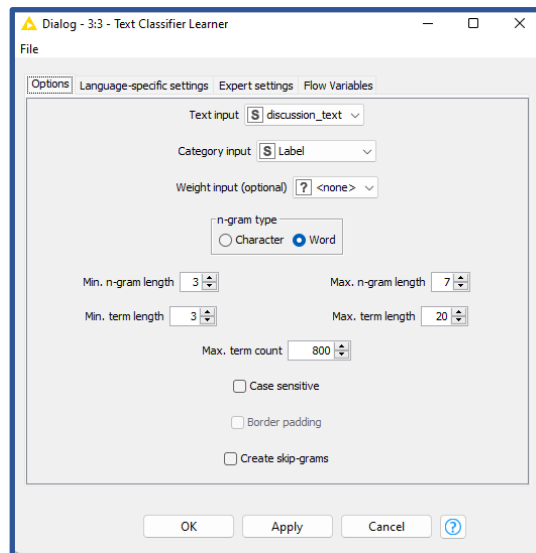 Dialog - 3:3 - Text Classifier Learner
File
Options Language-specific settings Expert settings Flow Variables
Text input S discussion_text
Category input S Label
Weight input (optional) ? <none>
n-gram type
Character Word
Min. n-gram length 3 Max. n-gram length 7
Min. term length 3 Max. term length 20
Max. term count 800
Case sensitive
Border padding
Create skip-grams
OK Apply Cancel ?